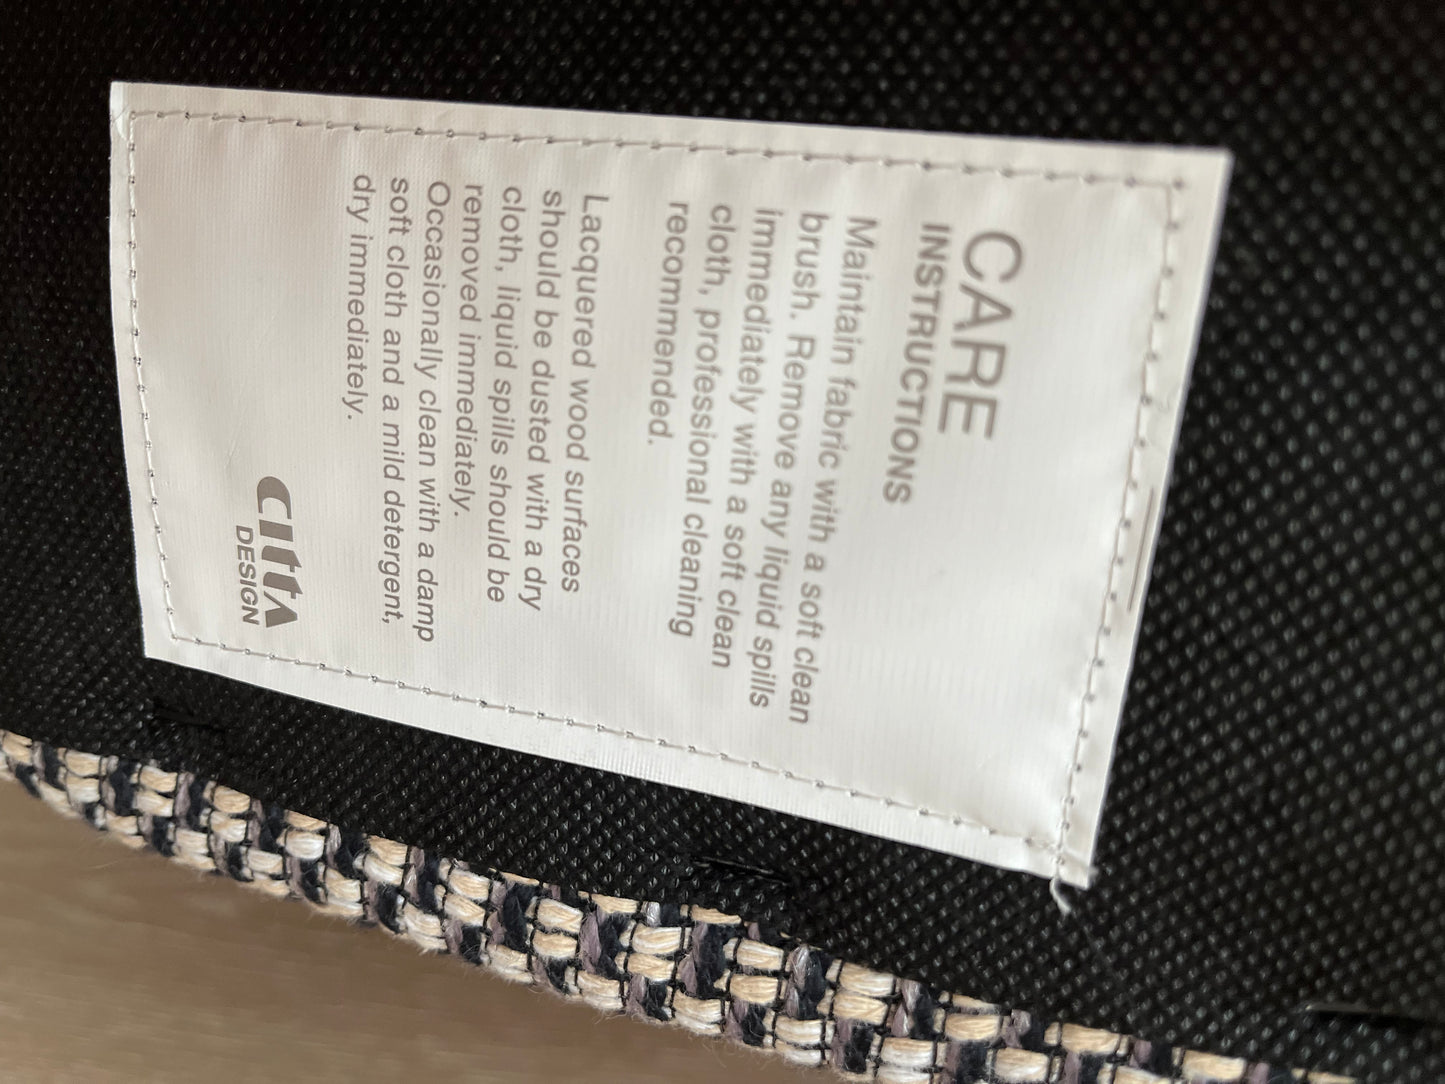 CARE
INSTRUCTIONS
Maintain fabric with a soft clean
brush. Remove any liquid spills
immediately with a soft clean
cloth, professional cleaning
recommended.
Lacquered wood surfaces
should be dusted with a dry
cloth, liquid spills should be
removed immediately.
Occasionally clean with a damp
soft cloth and a mild detergent,
dry immediately.
citta
DESIGN